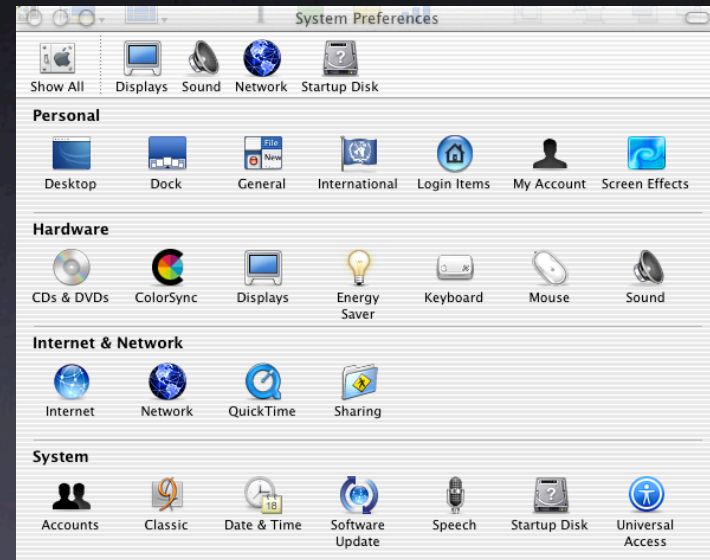 System Preferences
Show All Displays Sound Network Startup Disk
Personal
File
New
Desktop Dock General International Login Items My Account Screen Effects
Hardware
CDs & DVDs ColorSync Displays Energy Saver Keyboard Mouse Sound
Internet & Network
Internet Network QuickTime Sharing
System
9
18
Accounts Classic Date & Time Software Update Speech Startup Disk Universal Access